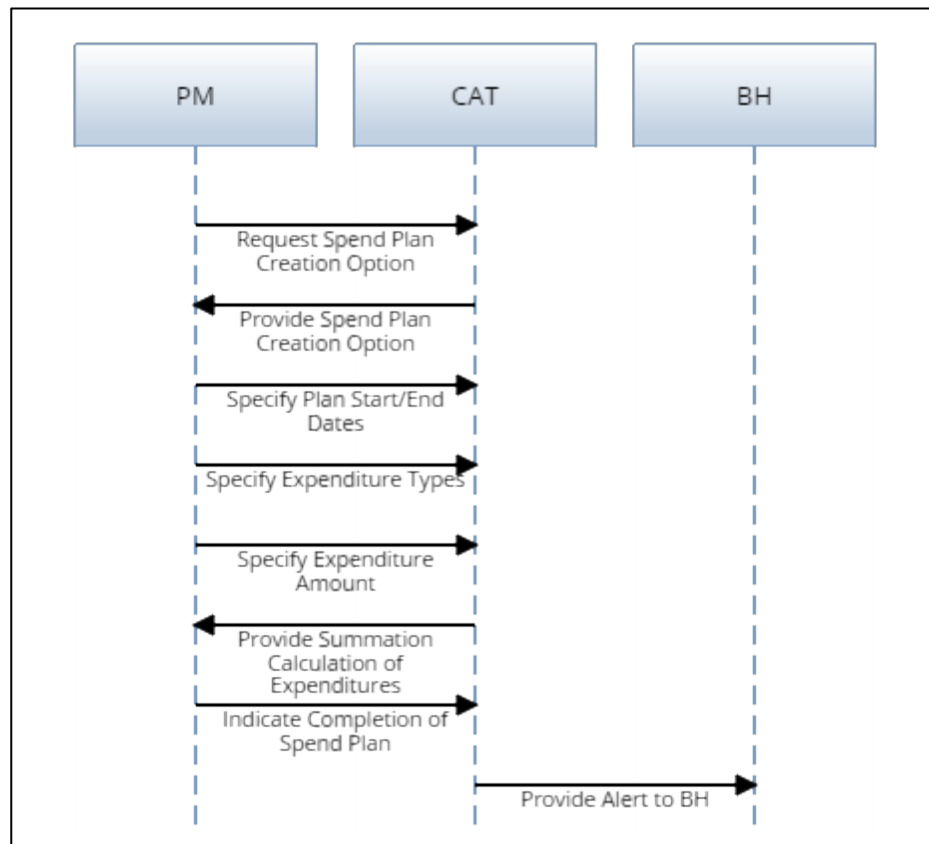 PM
CAT
BH
Request Spend Plan
Creation Option
Provide Spend Plan
Creation Option
Specify Plan Start/End
Dates
Specify Expenditure Types
Specify Expenditure
Amount
Provide Summation
Calculation of
Expenditures
Indicate Completion of
Spend Plan
Provide Alert to BH